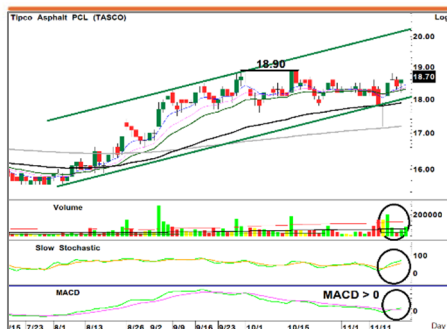 Tipco Asphalt PCL (TASCO)
Log
20.00
18.90
19.00
18.70
18.00
17.00
16.00
Volume
200000
Slow Stochastic
100
0
MACD
MACD > 0
0
/15 7/23 8/1 8/13 8/26 9/2 9/9 9/16 9/23 10/1 10/15 11/1 11/11 Day